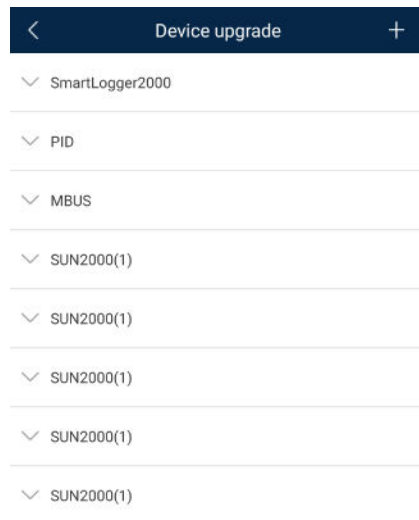 Device upgrade
SmartLogger2000
PID
MBUS
SUN2000(1)
SUN2000(1)
SUN2000(1)
SUN2000(1)
SUN2000(1)